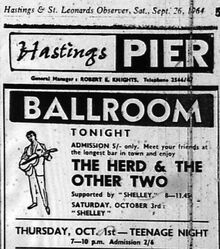 Hastings & St. Leonards Observer, Sat., Sept. 26, 1964
Hastings PIER
General Manager : ROBERT E. KNIGHTS. Telephone 2544/67
BALLROOM
TONIGHT
ADMISSION 5/- only. Meet your friends at
the longest bar in town and enjoy
THE HERD & THE
OTHER TWO
Supported by "SHELLEY." 8—11.45
SATURDAY, OCTOBER 3rd:
"SHELLEY"
THURSDAY, OCT. 1st—TEENAGE NIGHT
7—10 p.m. Admission 2/6